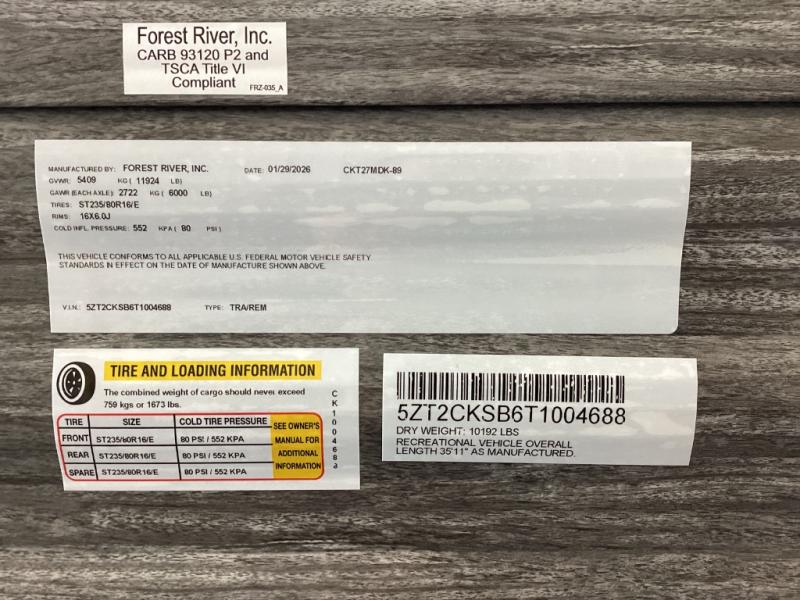 Forest River, Inc.
CARB 93120 P2 and
TSCA Title VI
Compliant
FRZ-035_A
MANUFACTURED BY: FOREST RIVER, INC. DATE: 01/29/2026 CKT27MDK-89
GVWR: 5409 KG ( 11924 LB)
GAWR (EACH AXLE): 2722 KG ( 6000 LB)
TIRES: ST235/80R16/E
RIMS: 16X6.0J
COLD INFL. PRESSURE: 552 KPA ( 80 PSI )
THIS VEHICLE CONFORMS TO ALL APPLICABLE U.S. FEDERAL MOTOR VEHICLE SAFETY
STANDARDS IN EFFECT ON THE DATE OF MANUFACTURE SHOWN ABOVE.
V.I.N.: 5ZT2CKSB6T1004688 TYPE: TRA/REM
TIRE AND LOADING INFORMATION
The combined weight of cargo should never exceed
759 kgs or 1673 lbs.
TIRE SIZE COLD TIRE PRESSURE
FRONT ST235/80R16/E 80 PSI / 552 KPA
REAR ST235/80R16/E 80 PSI / 552 KPA
SPARE ST235/80R16/E 80 PSI / 552 KPA
SEE OWNER'S
MANUAL FOR
ADDITIONAL
INFORMATION
5ZT2CKSB6T1004688
DRY WEIGHT: 10192 LBS
RECREATIONAL VEHICLE OVERALL
LENGTH 35'11" AS MANUFACTURED.